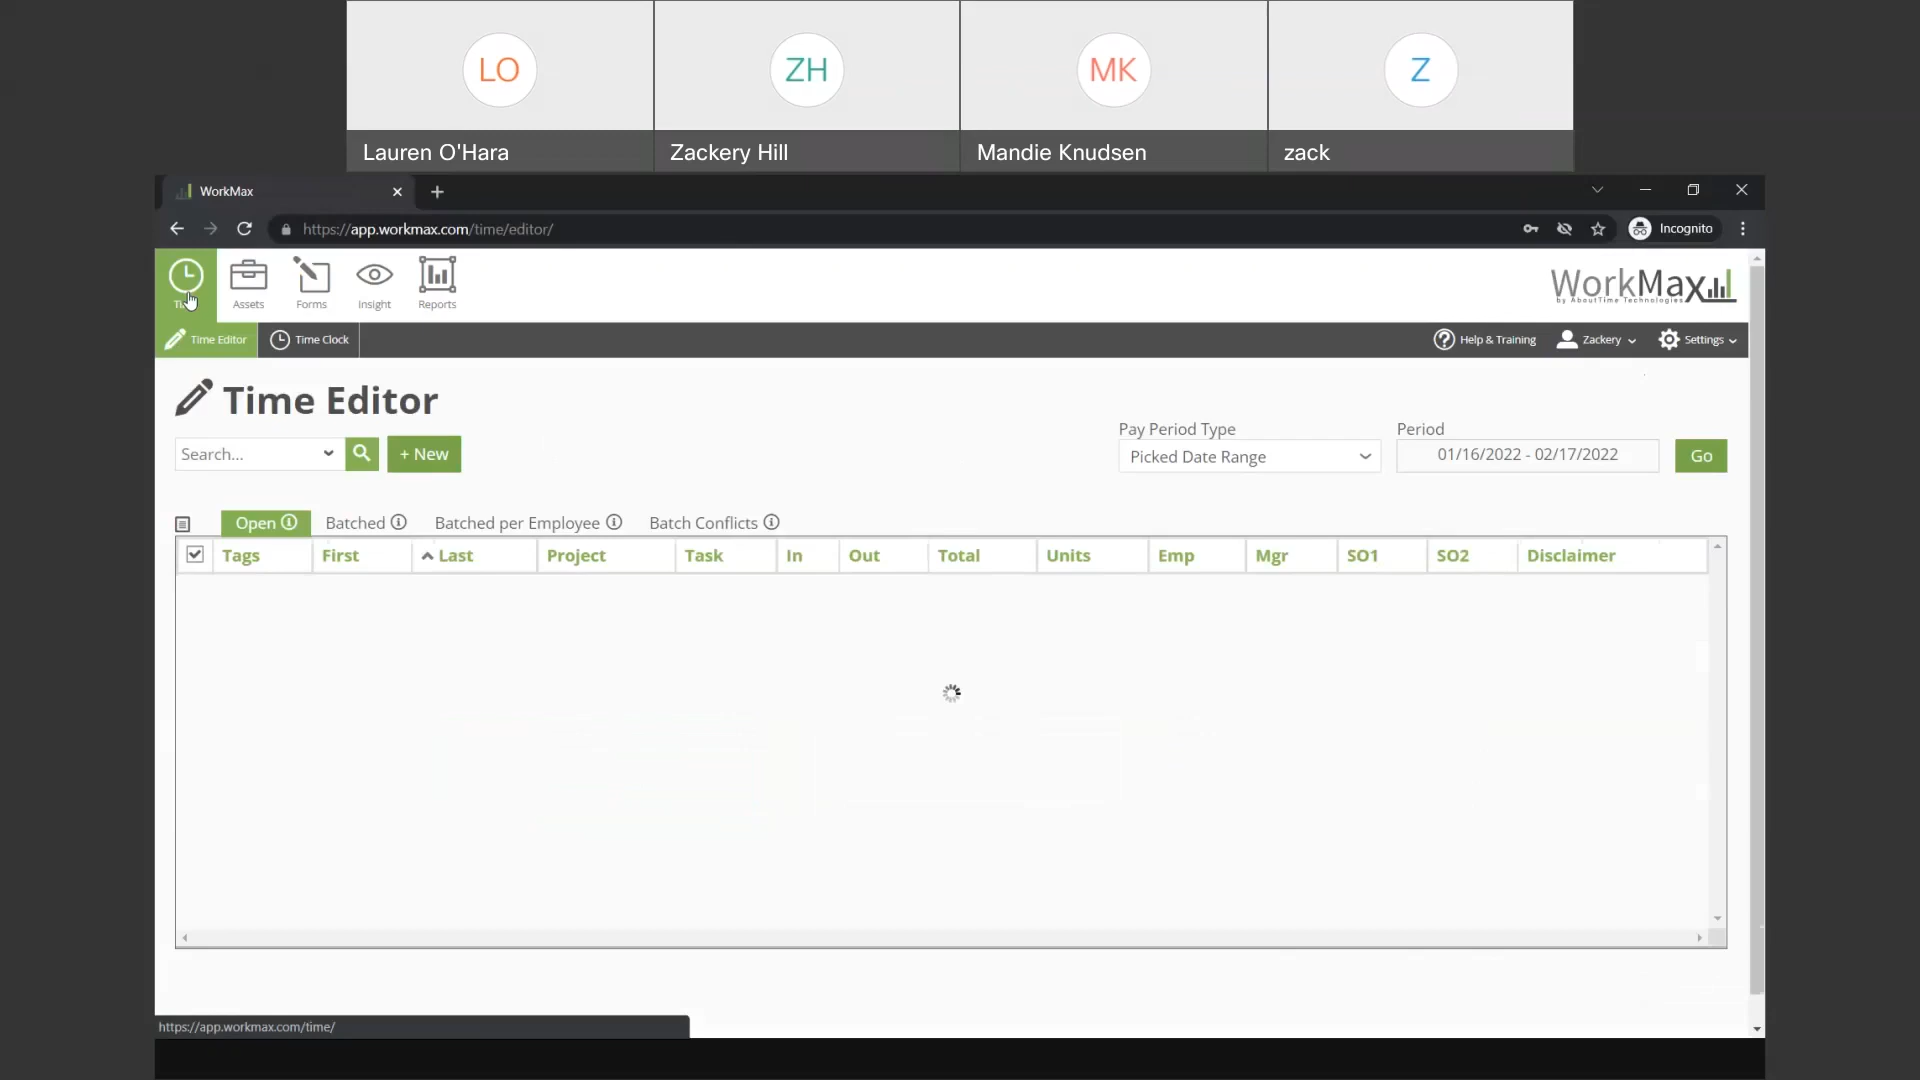 LO
ZH
MK
Z
Lauren O'Hara
Zackery Hill
Mandie Knudsen
zack
WorkMax
https://app.workmax.com/time/editor/
Incognito
Assets
Forms
Insight
Reports
WorkMax
by AboutTime Technologies
Time Editor
Time Clock
Help & Training
Zackery
Settings
Time Editor
Pay Period Type
Period
Search...
+ New
Picked Date Range
01/16/2022 - 02/17/2022
Go
Open
Batched
Batched per Employee
Batch Conflicts
Tags First Last Project Task In Out Total Units Emp Mgr SO1 SO2 Disclaimer
https://app.workmax.com/time/